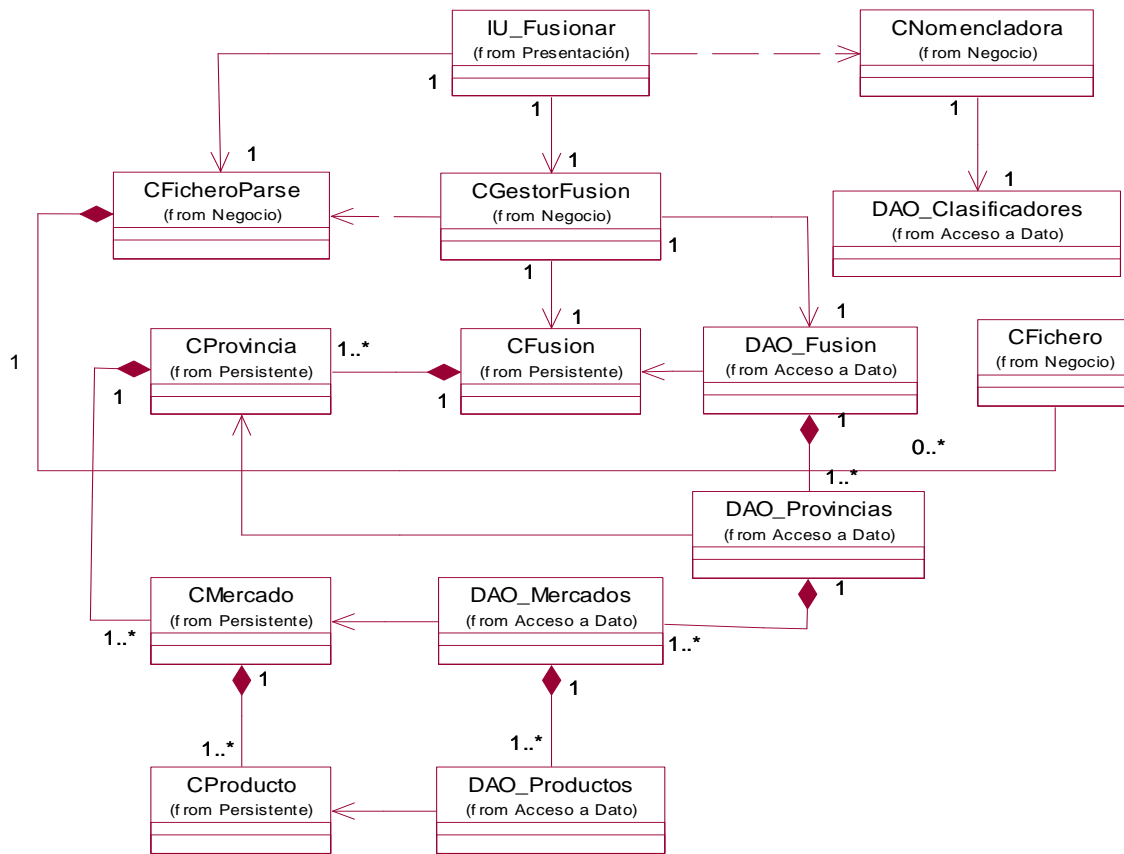 IU_Fusionar
(from Presentación)
CNomencladora
(from Negocio)
1
1
1
1
1
1
CFicheroParse
(from Negocio)
CGestorFusion
(from Negocio)
DAO_Clasificadores
(from Acceso a Dato)
1
1
1
1
1
CProvincia
(from Persistente)
1..*
CFusion
(from Persistente)
DAO_Fusion
(from Acceso a Dato)
CFichero
(from Negocio)
1
1
1
1
0..*
1..*
DAO_Provincias
(from Acceso a Dato)
1
CMercado
(from Persistente)
DAO_Mercados
(from Acceso a Dato)
1..*
1..*
1
1
1..*
1..*
CProducto
(from Persistente)
DAO_Productos
(from Acceso a Dato)